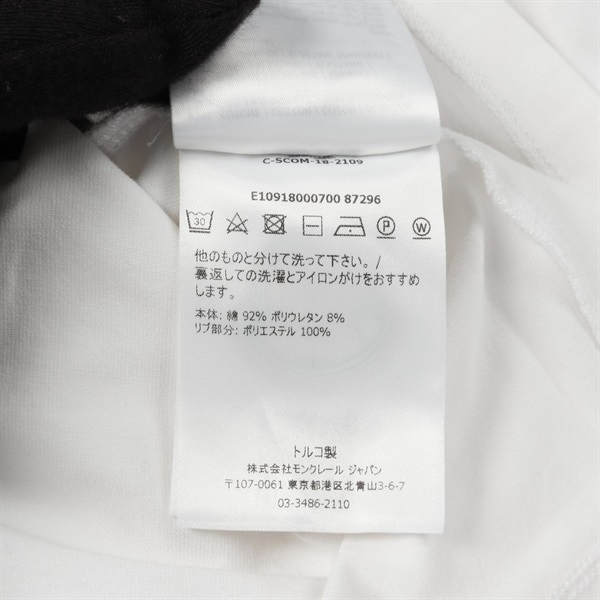 C-SCOM-18-2109
E10918000700 87296
30 P W
他のものと分けて洗って下さい。/
裏返しての洗濯とアイロンがけをおすすめ
します。
本体: 綿 92% ポリウレタン 8%
リブ部分: ポリエステル 100%
トルコ製
株式会社モンクレール ジャパン
〒107-0061 東京都港区北青山3-6-7
03-3486-2110